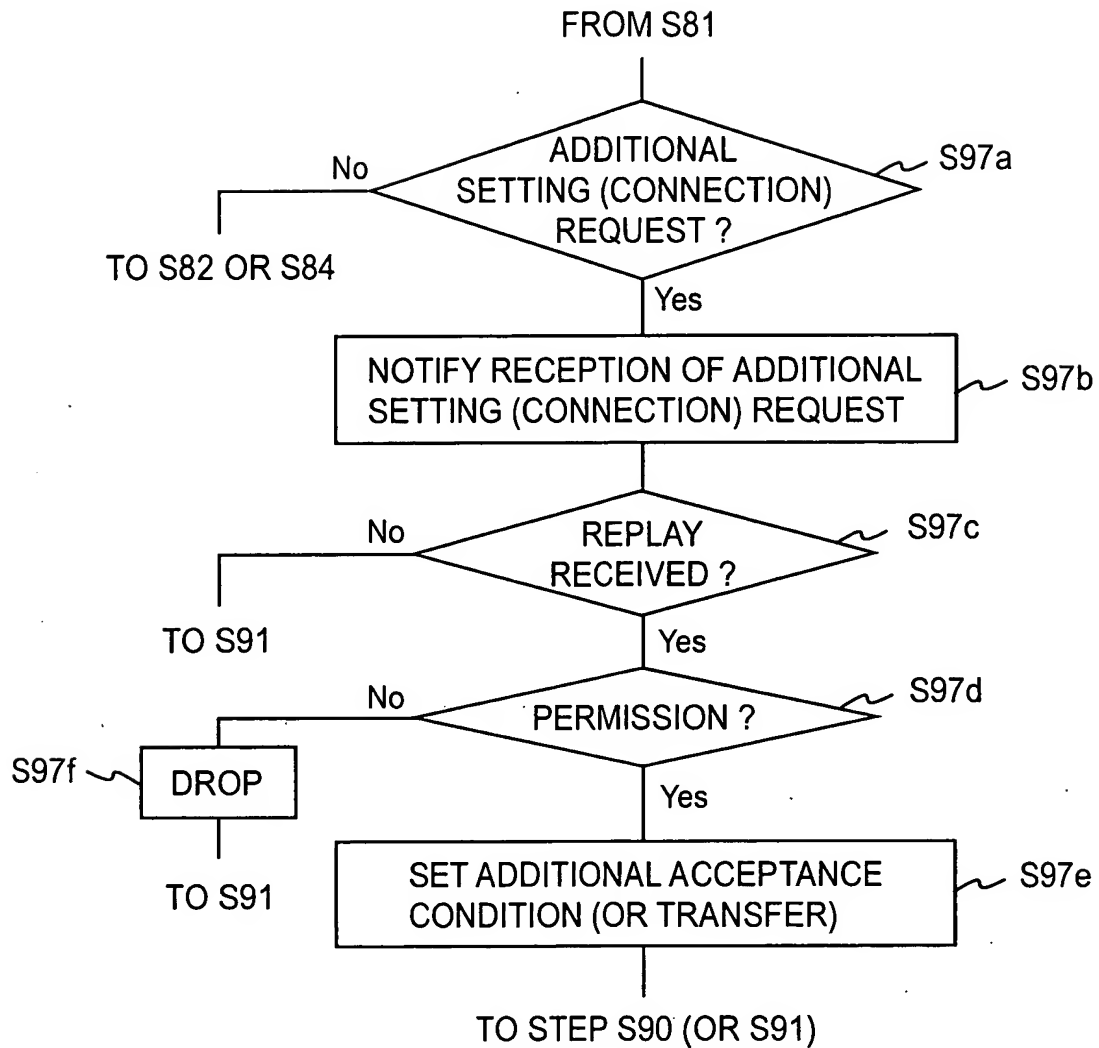 FROM S81
ADDITIONAL
SETTING (CONNECTION)
REQUEST ?
S97a
No
TO S82 OR S84
Yes
NOTIFY RECEPTION OF ADDITIONAL
SETTING (CONNECTION) REQUEST
S97b
REPLAY
RECEIVED ?
S97c
No
TO S91
Yes
PERMISSION ?
S97d
No
S97f
DROP
TO S91
Yes
SET ADDITIONAL ACCEPTANCE
CONDITION (OR TRANSFER)
S97e
TO STEP S90 (OR S91)